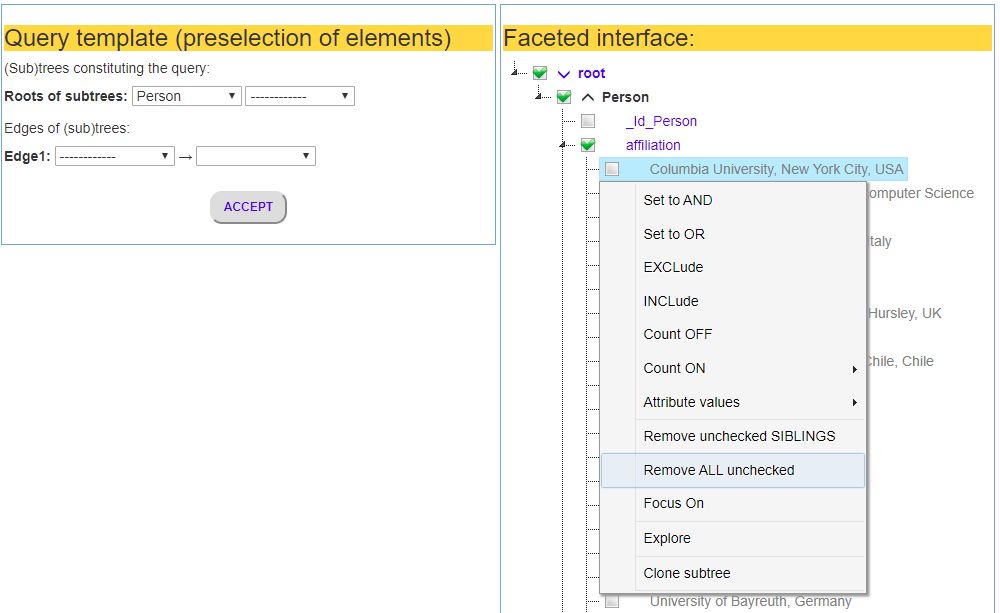 Query template (preselection of elements)
(Sub)trees constituting the query:
Roots of subtrees: Person ------------
Edges of (sub)trees:
Edge1: ------------ →
ACCEPT
Faceted interface:
root
Person
_Id_Person
affiliation
Columbia University, New York City, USA
omputer Science
Italy
Hursley, UK
Chile, Chile
Set to AND
Set to OR
EXCLude
INCLude
Count OFF
Count ON
Attribute values
Remove unchecked SIBLINGS
Remove ALL unchecked
Focus On
Explore
Clone subtree
University of Bayreuth, Germany